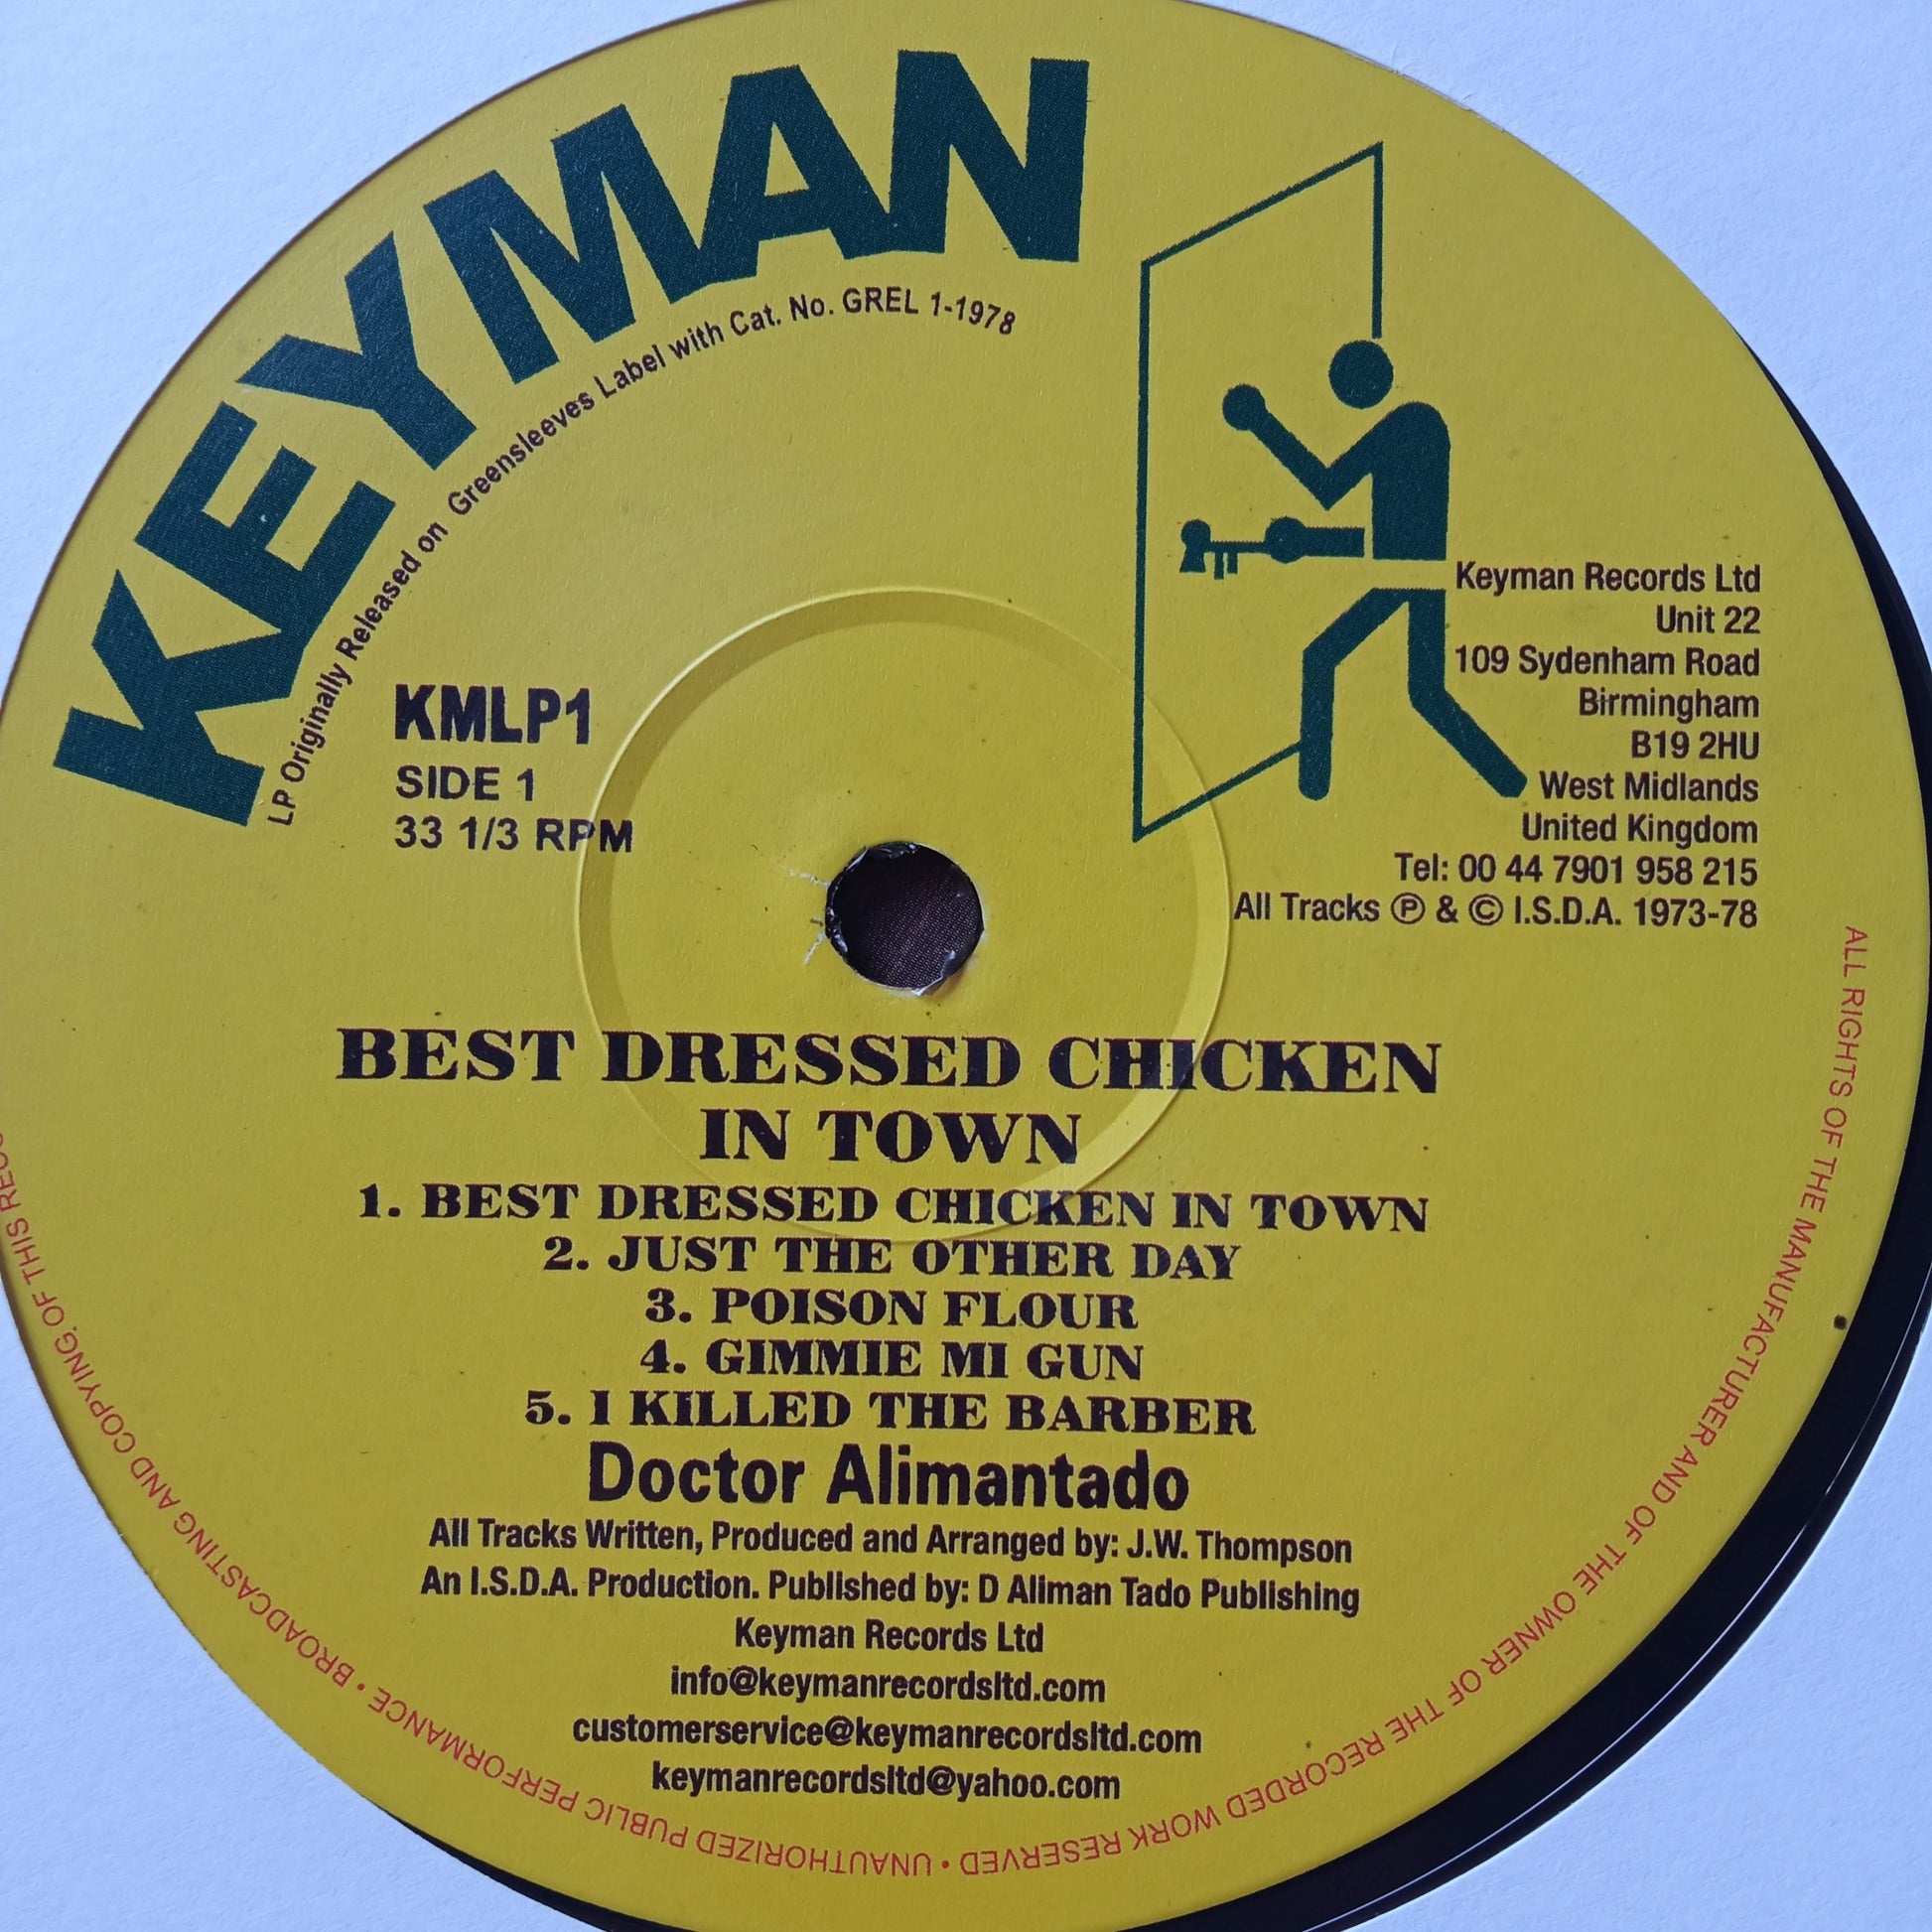 KEYMAN
LP Originally Released on Greensleeves Label with Cat. No. GREL 1-1978
KMLP1
SIDE 1
33 1/3 RPM
Keyman Records Ltd
Unit 22
109 Sydenham Road
Birmingham
B19 2HU
West Midlands
United Kingdom
Tel: 00 44 7901 958 215
All Tracks Ⓟ & © I.S.D.A. 1973-78
BEST DRESSED CHICKEN
IN TOWN
1. BEST DRESSED CHICKEN IN TOWN
2. JUST THE OTHER DAY
3. POISON FLOUR
4. GIMMIE MI GUN
5. I KILLED THE BARBER
Doctor Alimantado
All Tracks Written, Produced and Arranged by: J.W. Thompson
An I.S.D.A. Production. Published by: D Aliman Tado Publishing
Keyman Records Ltd
info@keymanrecordsltd.com
customerservice@keymanrecordsltd.com
keymanrecordsltd@yahoo.com
ALL RIGHTS OF THE MANUFACTURER AND OF THE OWNER OF THE RECORDED WORK RESERVED • UNAUTHORIZED PUBLIC PERFORMANCE • BROADCASTING AND COPYING OF THIS